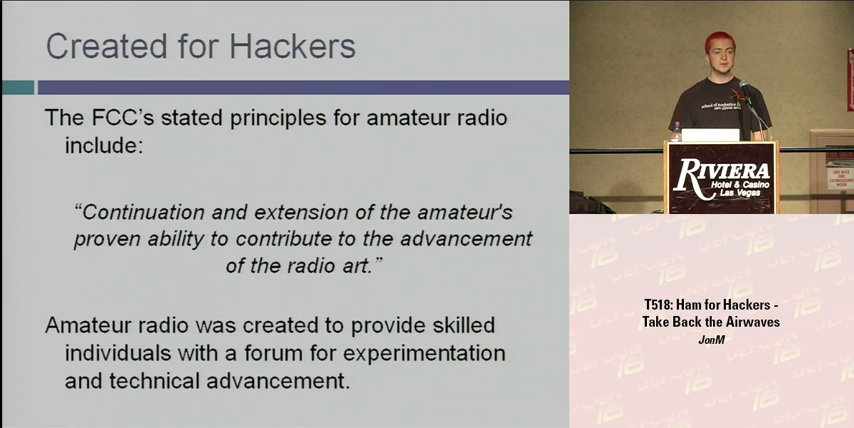 Created for Hackers
The FCC's stated principles for amateur radio
include:
"Continuation and extension of the amateur's
proven ability to contribute to the advancement
of the radio art."
Amateur radio was created to provide skilled
individuals with a forum for experimentation
and technical advancement.
RIVIERA
Hotel & Casino
Las Vegas
T518: Ham for Hackers -
Take Back the Airwaves
JonM
DEFCON
16